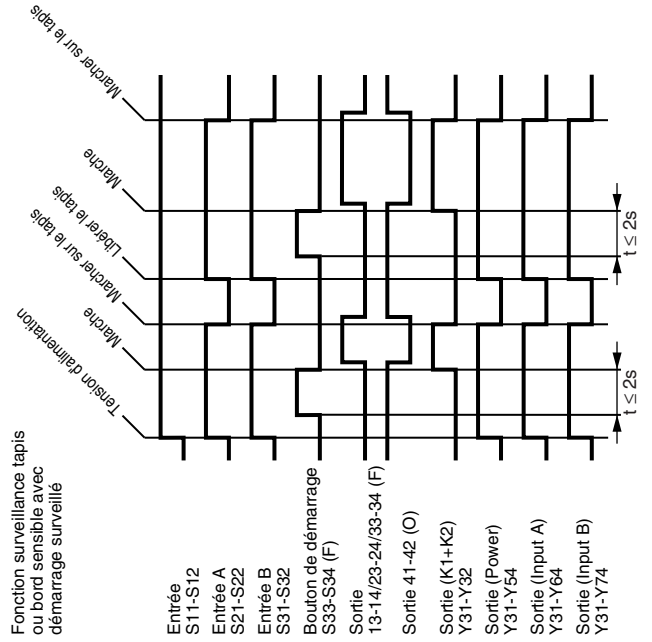 Fonction surveillance tapis
ou bord sensible avec
démarrage surveillé
Tension d'alimentation
Marche
Marcher sur le tapis
Libérer le tapis
Marche
Marcher sur le tapis
Entrée
S11-S12
Entrée A
S21-S22
Entrée B
S31-S32
Bouton de démarrage
S33-S34 (F)
Sortie
13-14/23-24/33-34 (F)
Sortie 41-42 (O)
Sortie (K1+K2)
Y31-Y32
Sortie (Power)
Y31-Y54
Sortie (Input A)
Y31-Y64
Sortie (Input B)
Y31-Y74
t ≤ 2s
t ≤ 2s